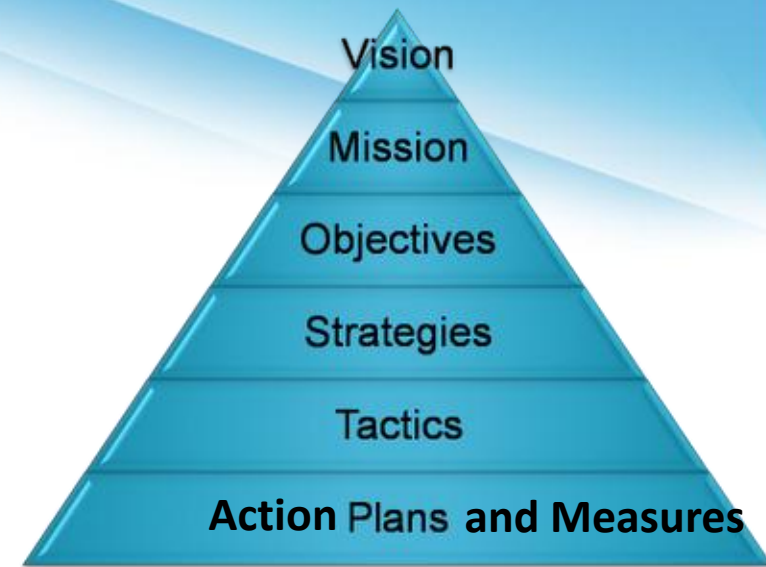 Vision
Mission
Objectives
Strategies
Tactics
Action Plans and Measures